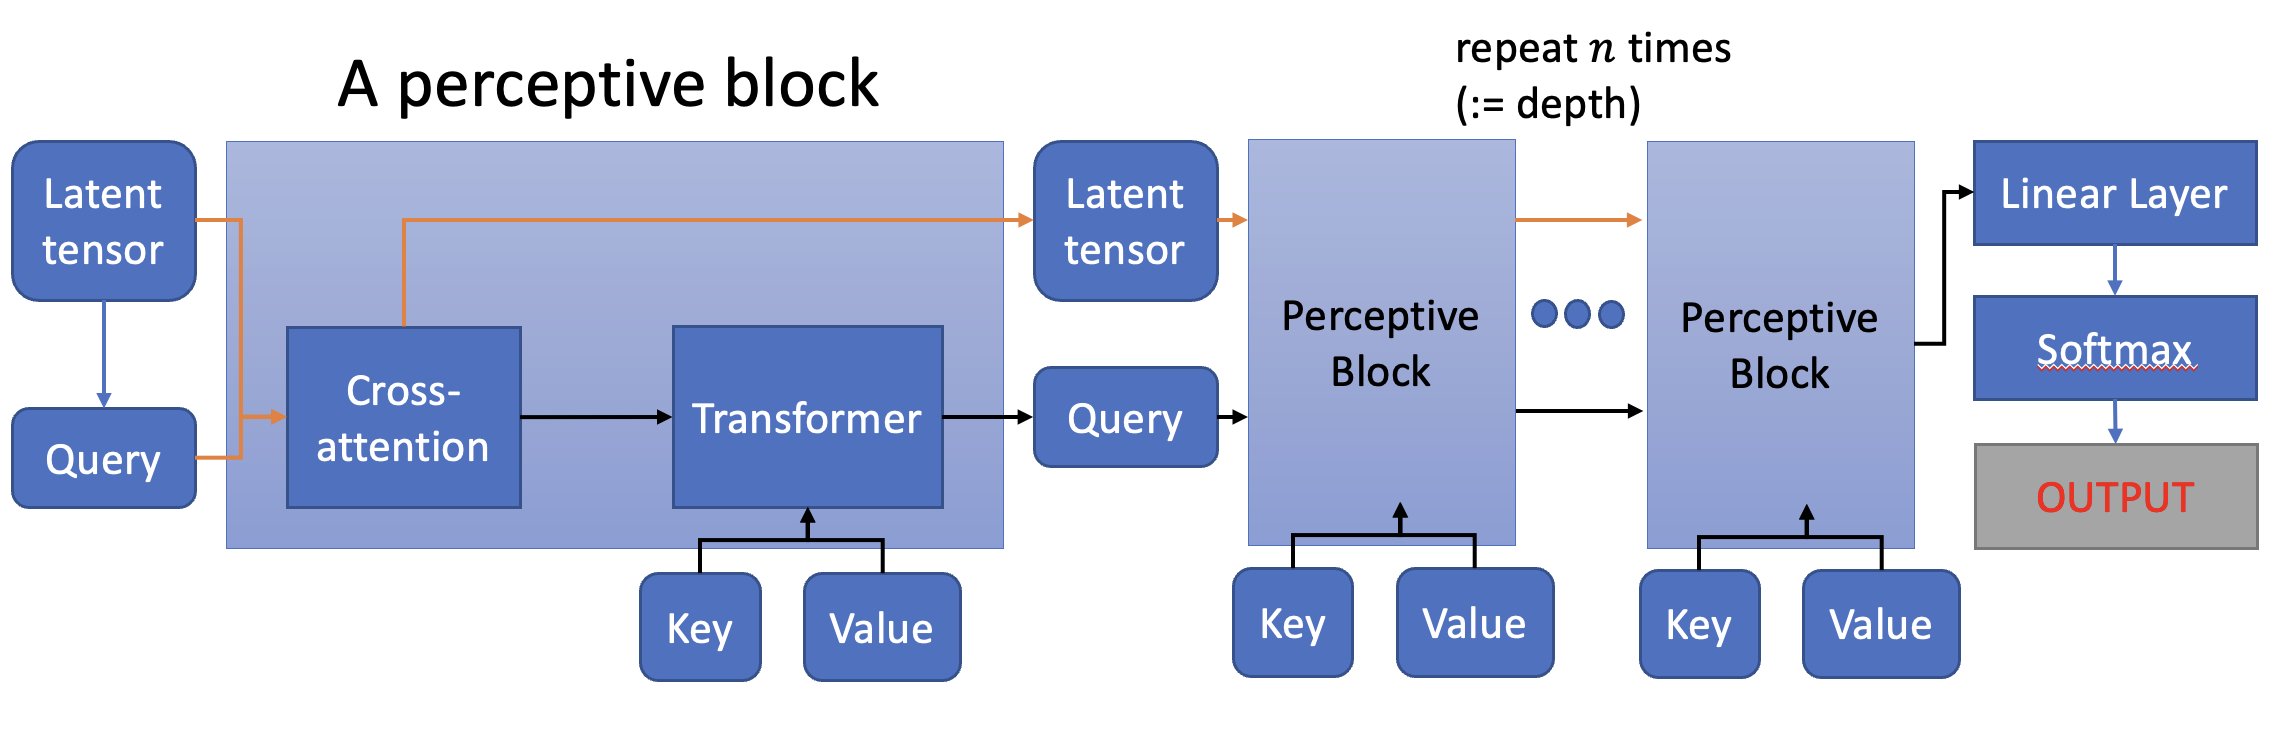 A perceptive block
repeat n times
(:= depth)
Latent
tensor
Query
Cross-
attention
Transformer
Key
Value
Latent
tensor
Query
Perceptive
Block
Key
Value
Perceptive
Block
Key
Value
Linear Layer
Softmax
OUTPUT